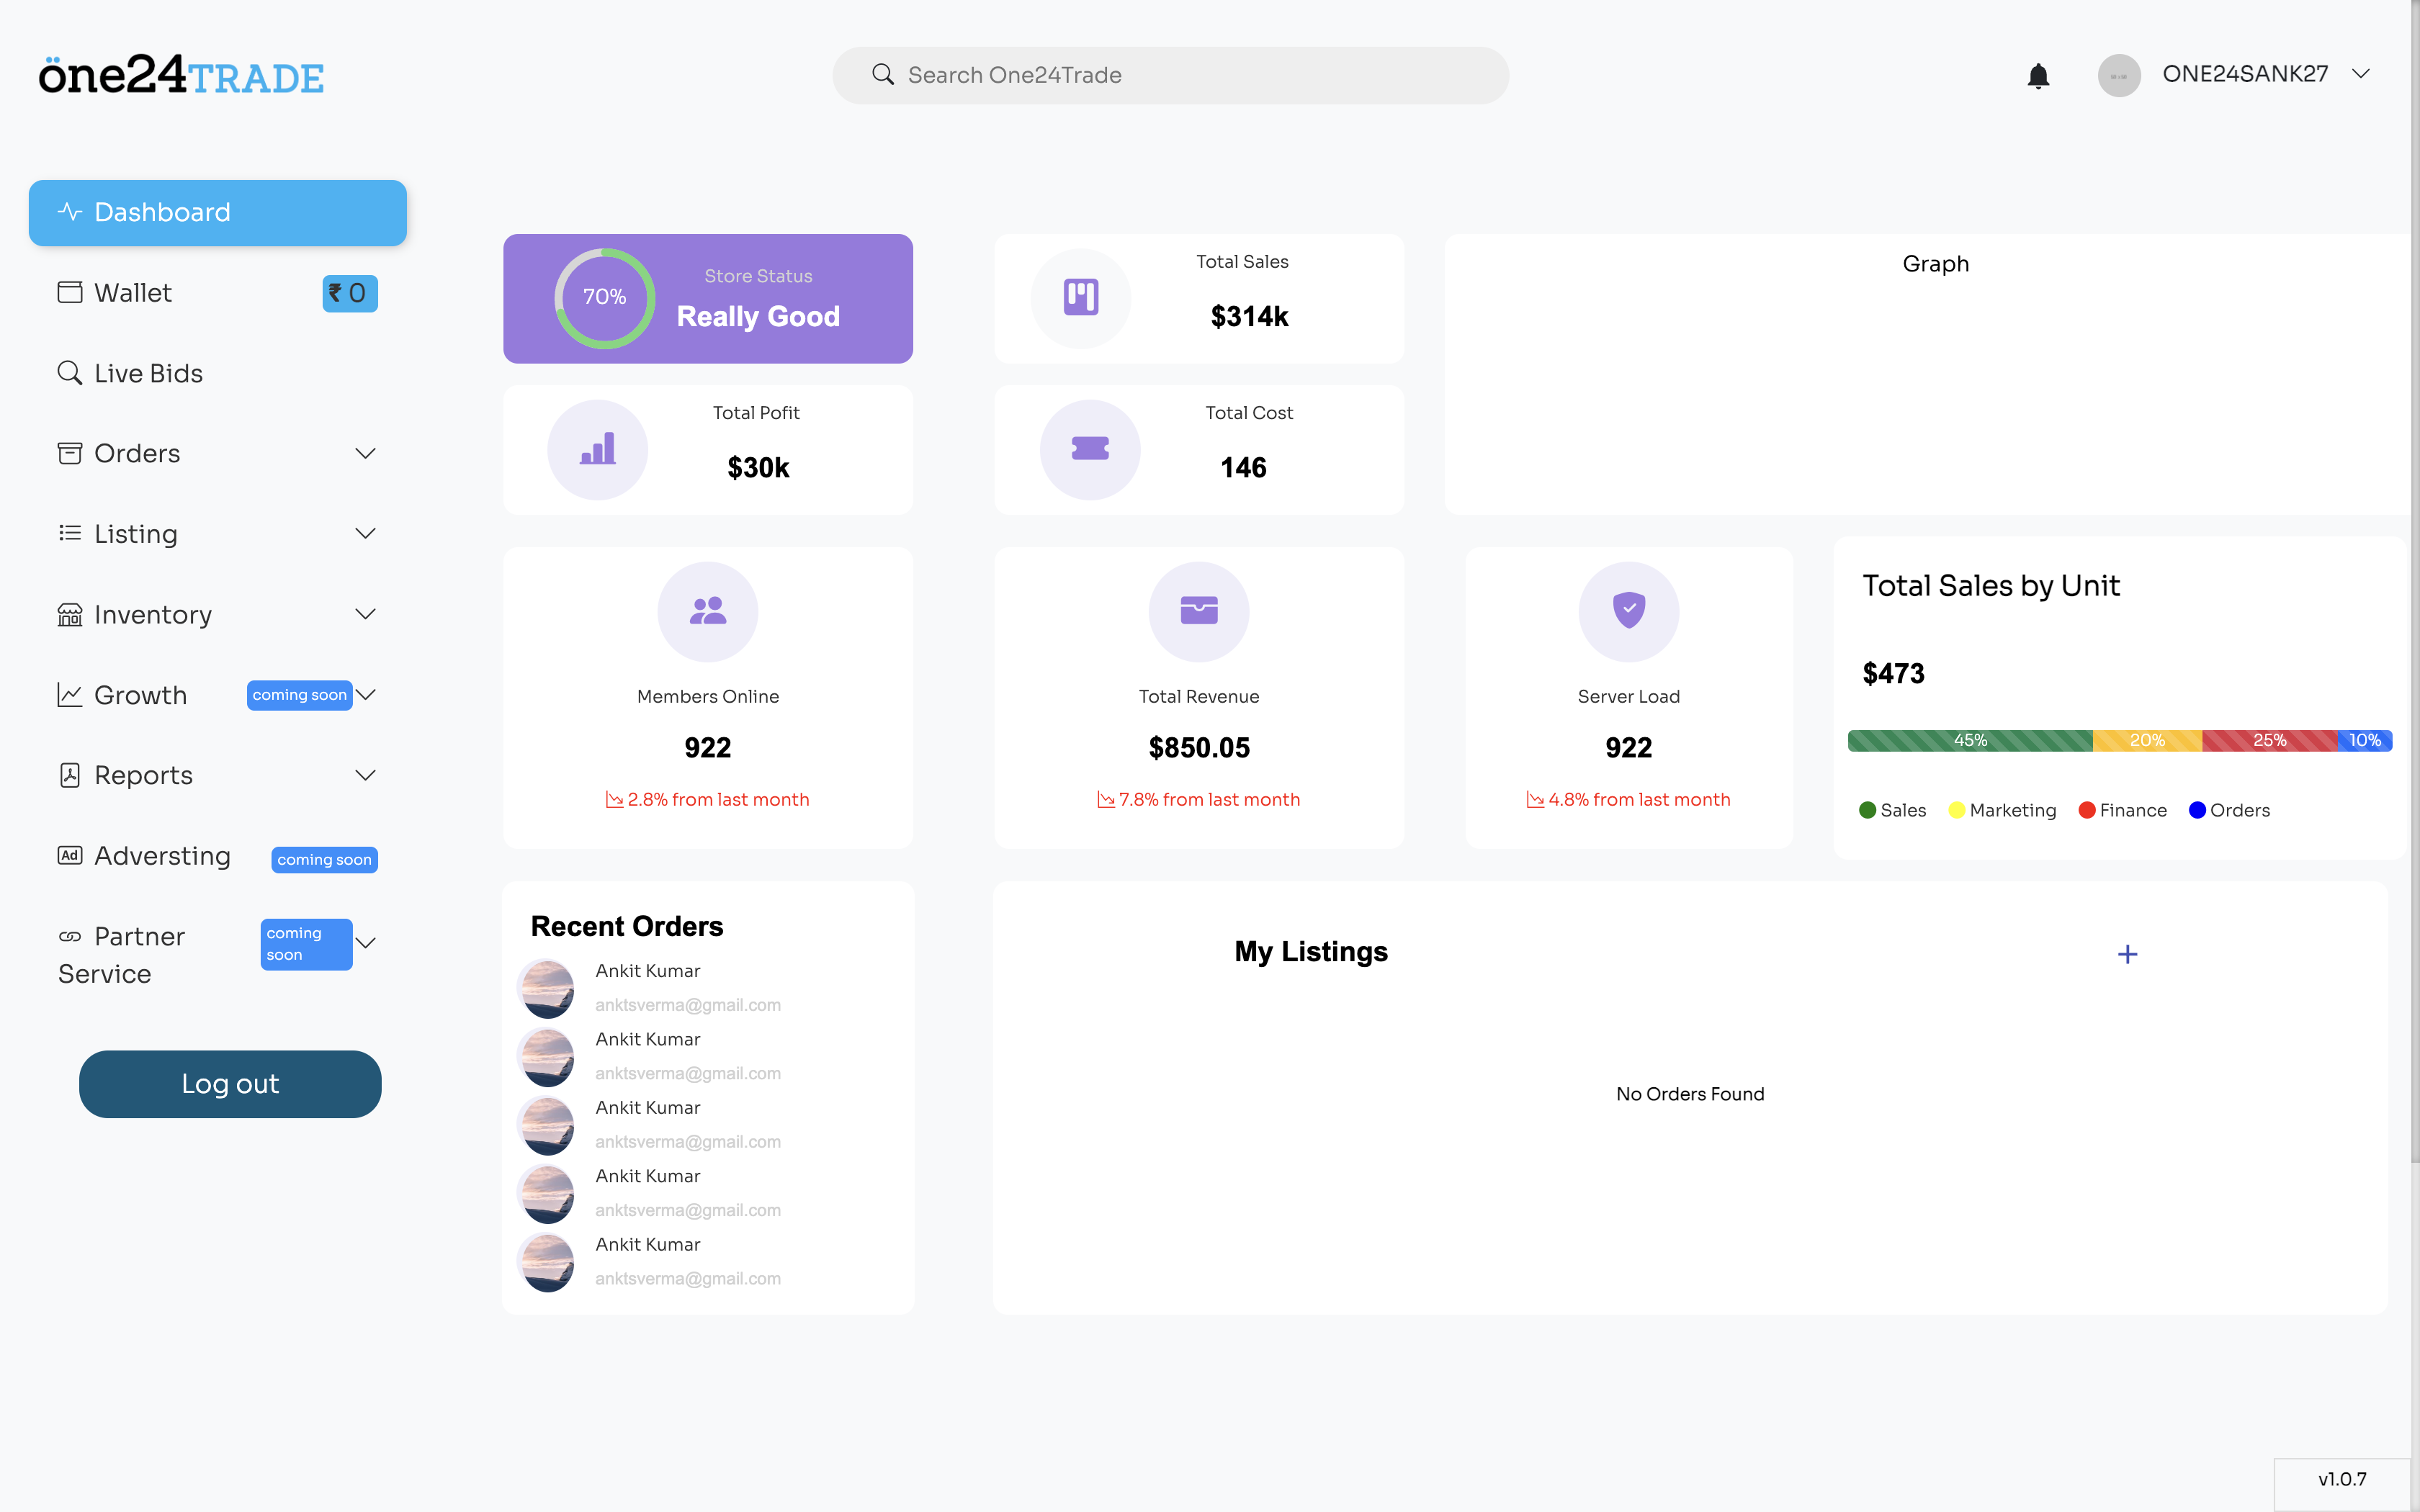 öne24TRADE
Search One24Trade
ONE24SANK27
Dashboard
Wallet
₹ 0
Live Bids
Orders
Listing
Inventory
Growth
coming soon
Reports
Ad Adversting
coming soon
Partner
Service
coming
soon
Log out
70%
Store Status
Really Good
Total Sales
$314k
Graph
Total Pofit
$30k
Total Cost
146
Members Online
922
2.8% from last month
Total Revenue
$850.05
7.8% from last month
Server Load
922
4.8% from last month
Total Sales by Unit
$473
45% 20% 25% 10%
Sales Marketing Finance Orders
Recent Orders
Ankit Kumar
anktsverma@gmail.com
Ankit Kumar
anktsverma@gmail.com
Ankit Kumar
anktsverma@gmail.com
Ankit Kumar
anktsverma@gmail.com
Ankit Kumar
anktsverma@gmail.com
My Listings
+
No Orders Found
v1.0.7